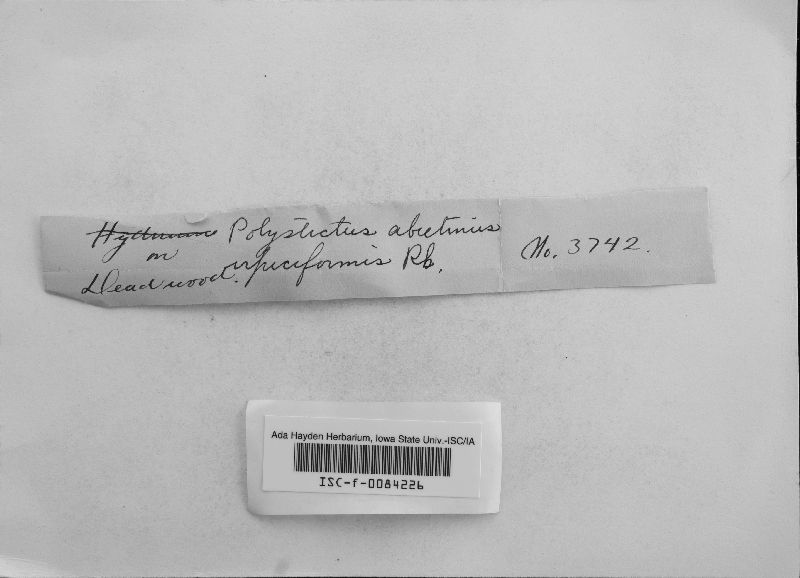 Hydnum Polystictus abietinus
on
Dead wood. irpiciformis Rb.
No. 3742.
Ada Hayden Herbarium, Iowa State Univ.-ISC/IA
ISC-f-0084226